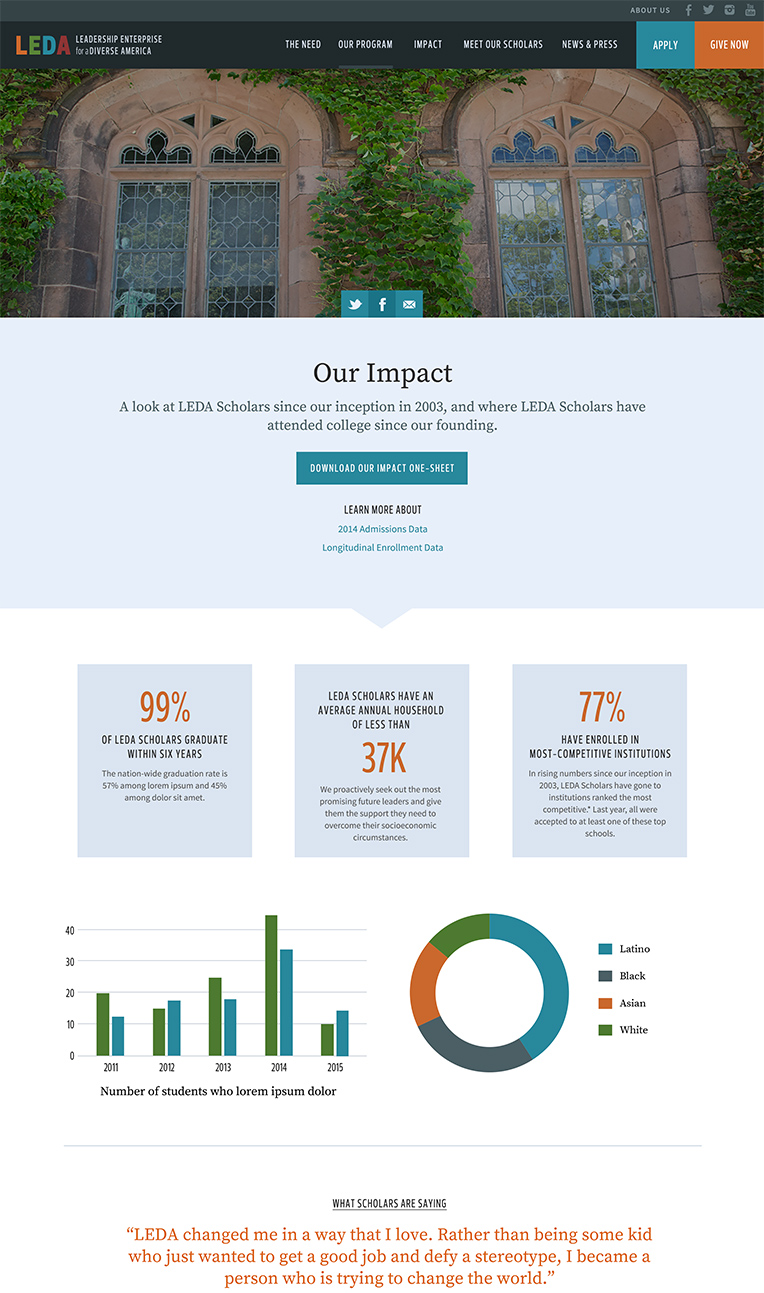 ABOUT US
LEDA
LEADERSHIP ENTERPRISE
for a DIVERSE AMERICA
THE NEED
OUR PROGRAM
IMPACT
MEET OUR SCHOLARS
NEWS & PRESS
APPLY
GIVE NOW
Our Impact
A look at LEDA Scholars since our inception in 2003, and where LEDA Scholars have
attended college since our founding.
DOWNLOAD OUR IMPACT ONE-SHEET
LEARN MORE ABOUT
2014 Admissions Data
Longitudinal Enrollment Data
99%
OF LEDA SCHOLARS GRADUATE
WITHIN SIX YEARS
The nation-wide graduation rate is
57% among lorem ipsum and 45%
among dolor sit amet.
LEDA SCHOLARS HAVE AN
AVERAGE ANNUAL HOUSEHOLD
OF LESS THAN
37K
We proactively seek out the most
promising future leaders and give
them the support they need to
overcome their socioeconomic
circumstances.
77%
HAVE ENROLLED IN
MOST-COMPETITIVE INSTITUTIONS
In rising numbers since our inception in
2003, LEDA Scholars have gone to
institutions ranked the most
competitive.* Last year, all were
accepted to at least one of these top
schools.
40
30
20
10
0
2011
2012
2013
2014
2015
Number of students who lorem ipsum dolor
Latino
Black
Asian
White
WHAT SCHOLARS ARE SAYING
“LEDA changed me in a way that I love. Rather than being some kid
who just wanted to get a good job and defy a stereotype, I became a
person who is trying to change the world.”